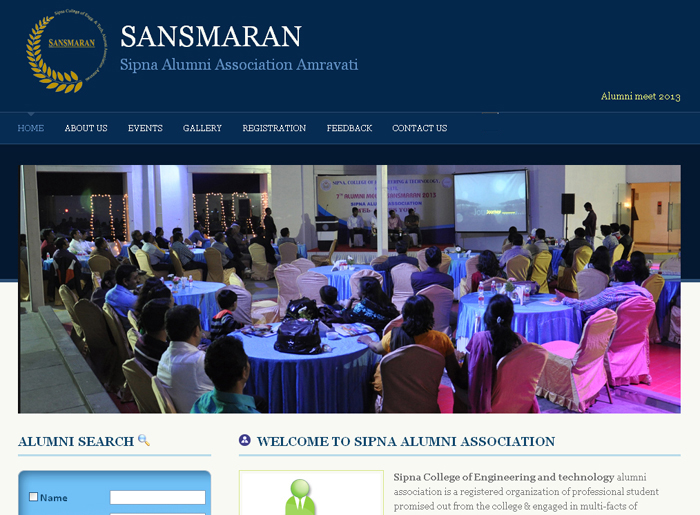 Sipna College of Engg. & Tech. Alumni Association, Amravati
SANSMARAN
SANSMARAN
Sipna Alumni Association Amravati
Alumni meet 2013
HOME ABOUT US EVENTS GALLERY REGISTRATION FEEDBACK CONTACT US
SIPNA COLLEGE OF ENGINEERING & TECHNOLOGY,
SIPNA ALUMNI ASSOCIATION
ALUMNI SEARCH
WELCOME TO SIPNA ALUMNI ASSOCIATION
Name
Sipna College of Engineering and technology alumni
association is a registered organization of professional student
promised out from the college & engaged in multi-facts of